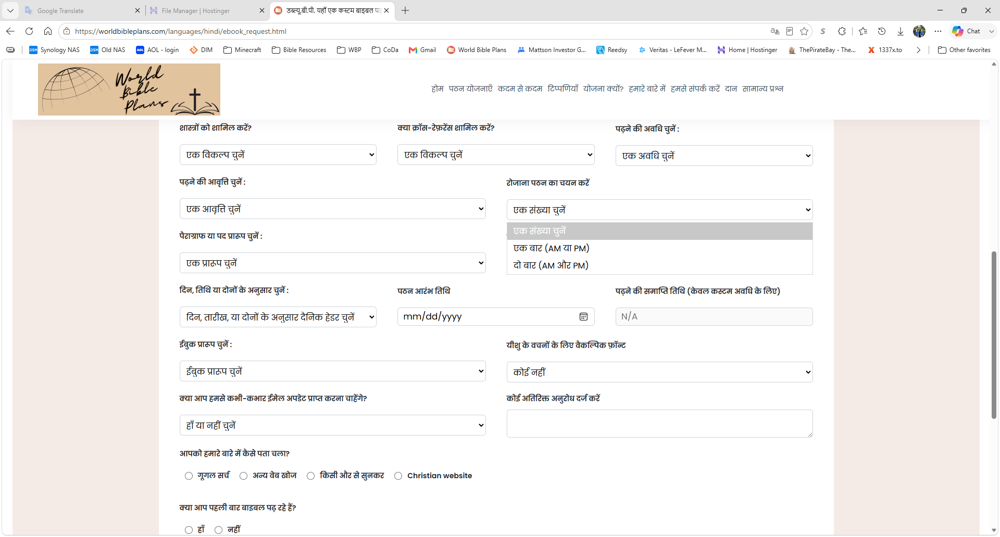 Google Translate
File Manager | Hostinger
डब्ल्यू.बी.पी. यहाँ एक कस्टम बाइबल
https://worldbibleplans.com/languages/hindi/ebook_request.html
Chat
Synology NAS
Old NAS
AOL - login
DIM
Minecraft
Bible Resources
WBP
CoDa
Gmail
World Bible Plans
Mattson Investor G...
Reedsy
Veritas - LeFever M...
Home | Hostinger
ThePirateBay - The...
1337x.to
Other favorites
World
Bible
Plans
होम पठन योजनाएँ कदम से कदम टिप्पणियाँ योजना क्यों? हमारे बारे में हमसे संपर्क करें दान सामान्य प्रश्न
शास्त्रों को शामिल करें?
क्या क्रॉस-रेफ़रेंस शामिल करें?
पढ़ने की अवधि चुनें :
एक विकल्प चुनें
एक विकल्प चुनें
एक अवधि चुनें
पढ़ने की आवृत्ति चुनें :
रोजाना पठन का चयन करें
एक आवृत्ति चुनें
एक संख्या चुनें
एक संख्या चुनें
एक बार (AM या PM)
दो बार (AM और PM)
पैराग्राफ या पद प्रारूप चुनें :
एक प्रारूप चुनें
दिन, तिथि या दोनों के अनुसार चुनें :
पठन आरंभ तिथि
पढ़ने की समाप्ति तिथि (केवल कस्टम अवधि के लिए)
दिन, तारीख, या दोनों के अनुसार दैनिक हेडर चुनें
mm/dd/yyyy
N/A
ईबुक प्रारूप चुनें :
यीशु के वचनों के लिए वैकल्पिक फ़ॉन्ट
ईबुक प्रारूप चुनें
कोई नहीं
क्या आप हमसे कभी-कभार ईमेल अपडेट प्राप्त करना चाहेंगे?
कोई अतिरिक्त अनुरोध दर्ज करें
हाँ या नहीं चुनें
आपको हमारे बारे में कैसे पता चला?
गूगल सर्च
अन्य वेब खोज
किसी और से सुनकर
Christian website
क्या आप पहली बार बाइबल पढ़ रहे हैं?
हाँ
नहीं